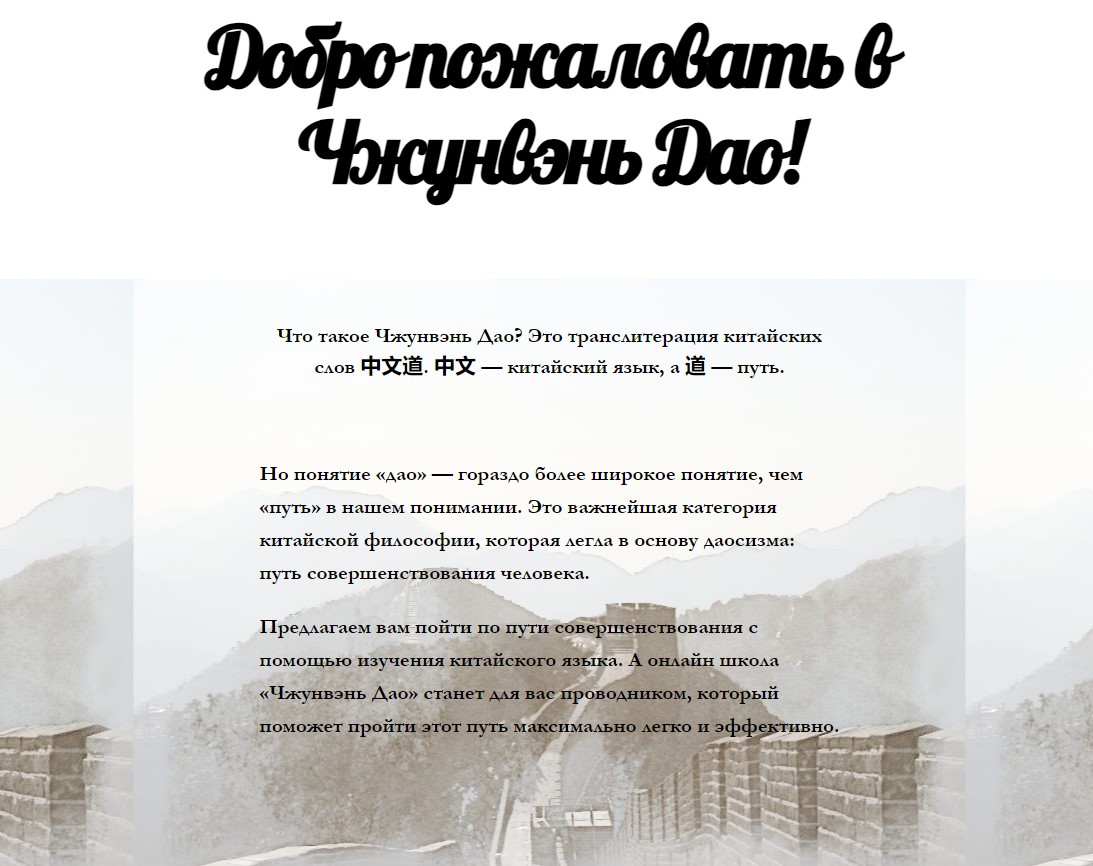 Добро пожаловать в
Чжунвэнь Дао!
Что такое Чжунвэнь Дао? Это транслитерация китайских
слов 中文道. 中文 — китайский язык, а 道 — путь.
Но понятие «дао» — гораздо более широкое понятие, чем
«путь» в нашем понимании. Это важнейшая категория
китайской философии, которая легла в основу даосизма:
путь совершенствования человека.
Предлагаем вам пойти по пути совершенствования с
помощью изучения китайского языка. А онлайн школа
«Чжунвэнь Дао» станет для вас проводником, который
поможет пройти этот путь максимально легко и эффективно.